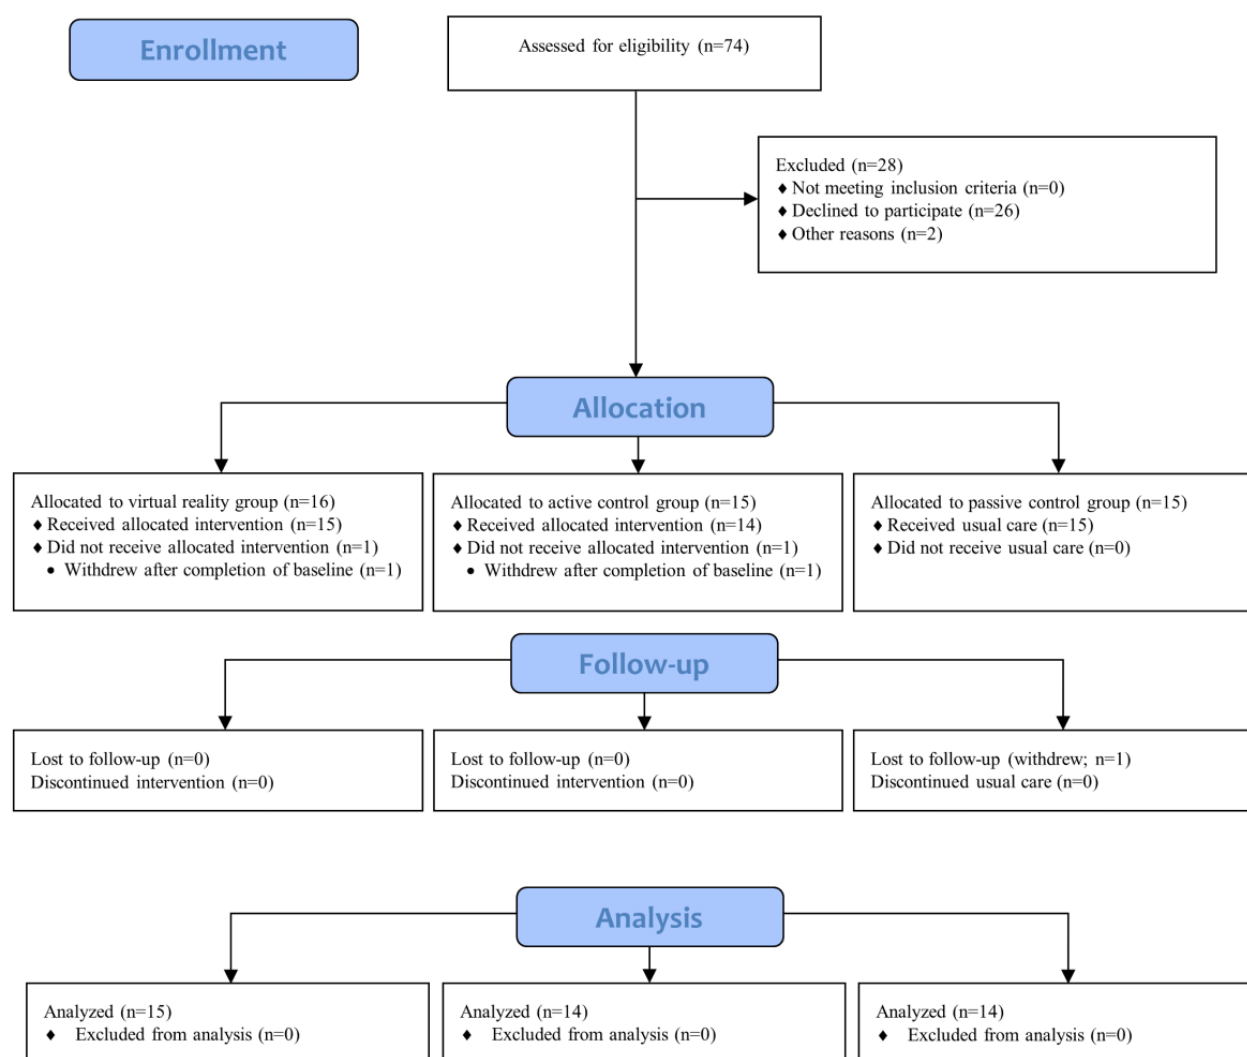 Enrollment
Assessed for eligibility (n=74)
Excluded (n=28)
♦ Not meeting inclusion criteria (n=0)
♦ Declined to participate (n=26)
♦ Other reasons (n=2)
Allocation
Allocated to virtual reality group (n=16)
♦ Received allocated intervention (n=15)
♦ Did not receive allocated intervention (n=1)
• Withdrew after completion of baseline (n=1)
Allocated to active control group (n=15)
♦ Received allocated intervention (n=14)
♦ Did not receive allocated intervention (n=1)
• Withdrew after completion of baseline (n=1)
Allocated to passive control group (n=15)
♦ Received usual care (n=15)
♦ Did not receive usual care (n=0)
Follow-up
Lost to follow-up (n=0)
Discontinued intervention (n=0)
Lost to follow-up (n=0)
Discontinued intervention (n=0)
Lost to follow-up (withdrew; n=1)
Discontinued usual care (n=0)
Analysis
Analyzed (n=15)
♦ Excluded from analysis (n=0)
Analyzed (n=14)
♦ Excluded from analysis (n=0)
Analyzed (n=14)
♦ Excluded from analysis (n=0)